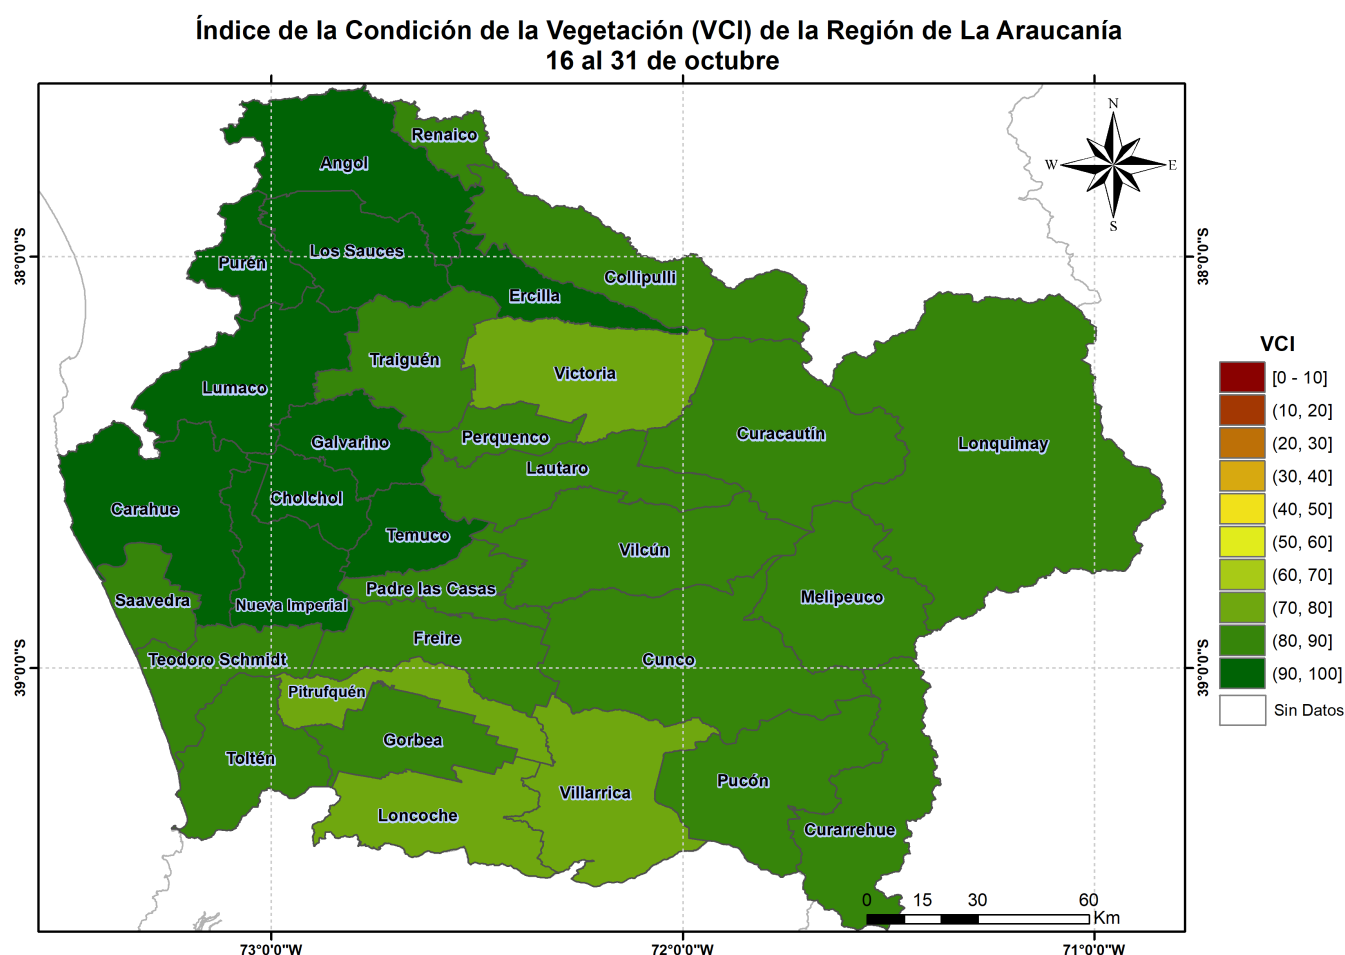 Índice de la Condición de la Vegetación (VCI) de la Región de La Araucanía
16 al 31 de octubre
N
W
E
S
Renaico
Angol
Los Sauces
Purén
Collipulli
Ercilla
Traiguén
Victoria
Lumaco
Galvarino
Perquenco
Curacautín
Lonquimay
Lautaro
Cholchol
Carahue
Temuco
Vilcún
Padre las Casas
Saavedra
Nueva Imperial
Melipeuco
Freire
Teodoro Schmidt
Cunco
Pitrufquén
Gorbea
Toltén
Pucón
Villarrica
Loncoche
Curarrehue
38°0'0"S
38°0'0"S
39°0'0"S
39°0'0"S
VCI
[0 - 10]
(10, 20]
(20, 30]
(30, 40]
(40, 50]
(50, 60]
(60, 70]
(70, 80]
(80, 90]
(90, 100]
Sin Datos
0 15 30 60
Km
73°0'0"W
72°0'0"W
71°0'0"W